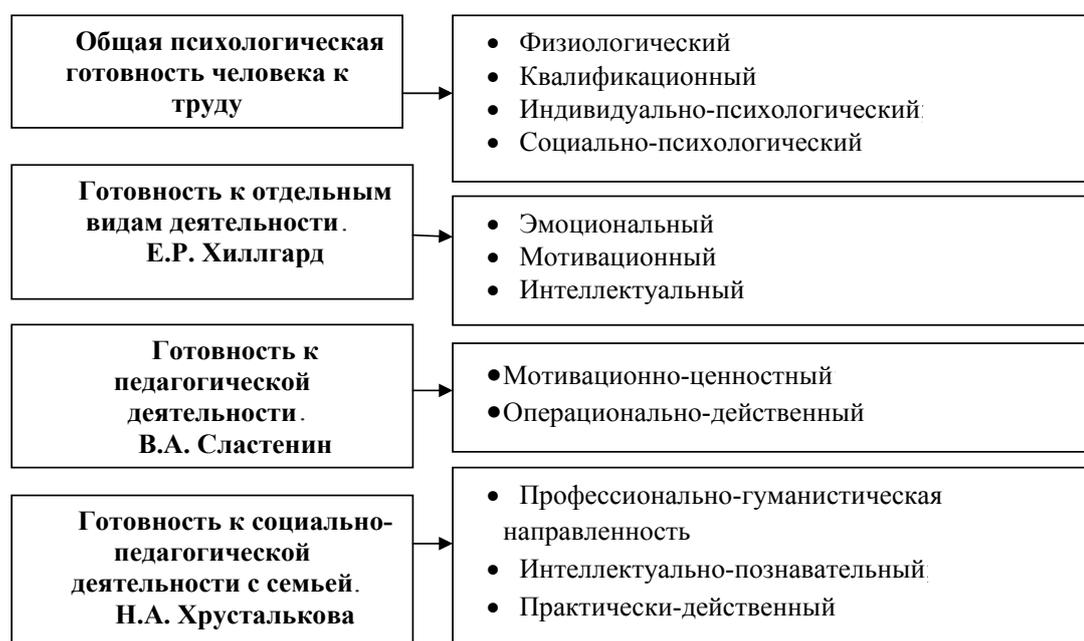 Общая психологическая
готовность человека к
труду
• Физиологический
• Квалификационный
• Индивидуально-психологический:
• Социально-психологический
Готовность к отдельным
видам деятельности.
Е.Р. Хиллгард
• Эмоциональный
• Мотивационный
• Интеллектуальный
Готовность к
педагогической
деятельности.
В.А. Сластенин
•Мотивационно-ценностный
•Операционально-действенный
Готовность к социально-
педагогической
деятельности с семьей.
Н.А. Хрусталькова
• Профессионально-гуманистическая
направленность
• Интеллектуально-познавательный;
• Практически-действенный